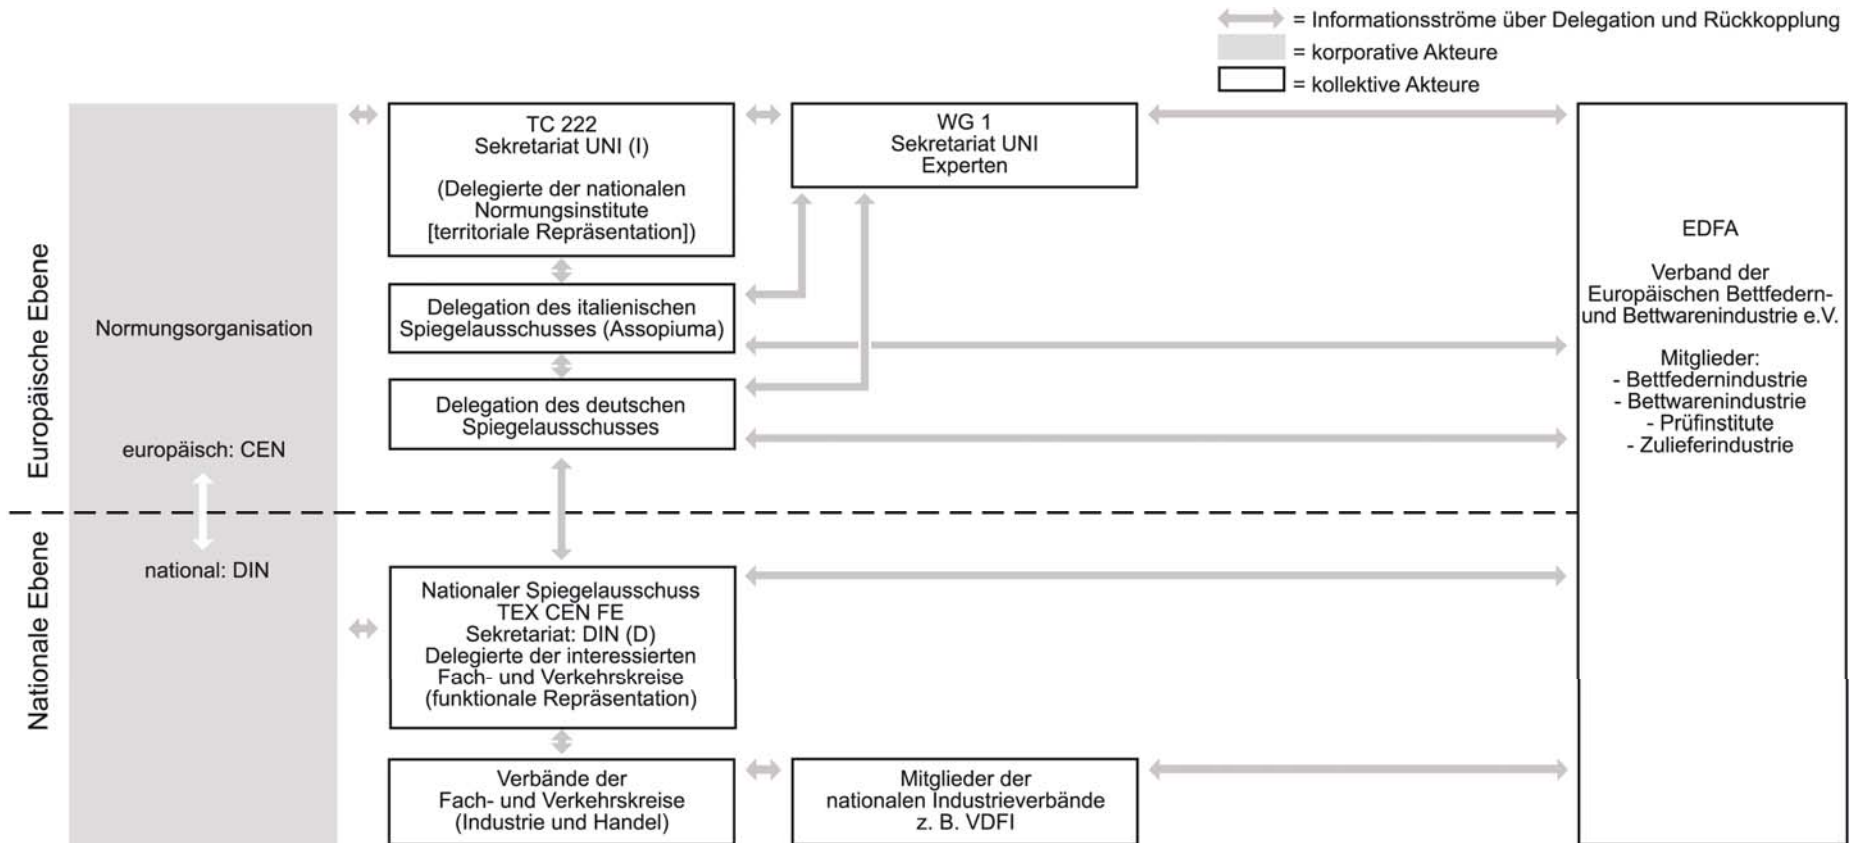 = Informationsströme über Delegation und Rückkopplung
= korporative Akteure
= kollektive Akteure
Europäische Ebene
Nationale Ebene
Normungsorganisation
europäisch: CEN
national: DIN
TC 222
Sekretariat UNI (I)
(Delegierte der nationalen
Normungsinstitute
[territoriale Repräsentation])
WG 1
Sekretariat UNI
Experten
Delegation des italienischen
Spiegelausschusses (Assopiuma)
Delegation des deutschen
Spiegelausschusses
Nationaler Spiegelausschuss
TEX CEN FE
Sekretariat: DIN (D)
Delegierte der interessierten
Fach- und Verkehrskreise
(funktionale Repräsentation)
Verbände der
Fach- und Verkehrskreise
(Industrie und Handel)
Mitglieder der
nationalen Industrieverbände
z. B. VDFI
EDFA
Verband der
Europäischen Bettfedern-
und Bettwarenindustrie e.V.
Mitglieder:
- Bettfedernindustrie
- Bettwarenindustrie
- Prüfinstitute
- Zulieferindustrie